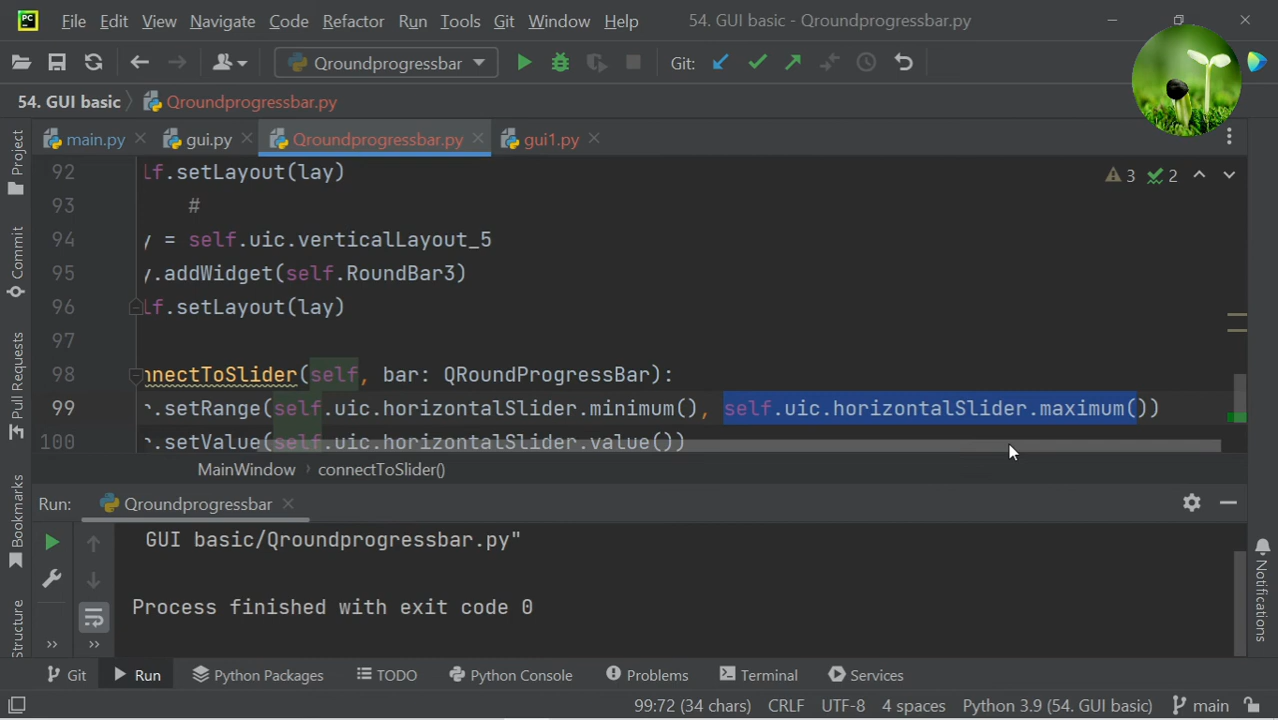 PC File Edit View Navigate Code Refactor Run Tools Git Window Help 54. GUI basic - Qroundprogressbar.py
Qroundprogressbar Git:
54. GUI basic Qroundprogressbar.py
main.py gui.py Qroundprogressbar.py gui1.py
Project
Commit
Pull Requests
Bookmarks
Structure
Notifications
3 2
92 lf.setLayout(lay)
93 #
94 y = self.uic.verticalLayout_5
95 y.addWidget(self.RoundBar3)
96 lf.setLayout(lay)
97
98 nnectToSlider(self, bar: QRoundProgressBar):
99 r.setRange(self.uic.horizontalSlider.minimum(), self.uic.horizontalSlider.maximum())
100 r.setValue(self.uic.horizontalSlider.value())
MainWindow › connectToSlider()
Run: Qroundprogressbar
GUI basic/Qroundprogressbar.py"
Process finished with exit code 0
Git Run Python Packages TODO Python Console Problems Terminal Services
99:72 (34 chars) CRLF UTF-8 4 spaces Python 3.9 (54. GUI basic) main